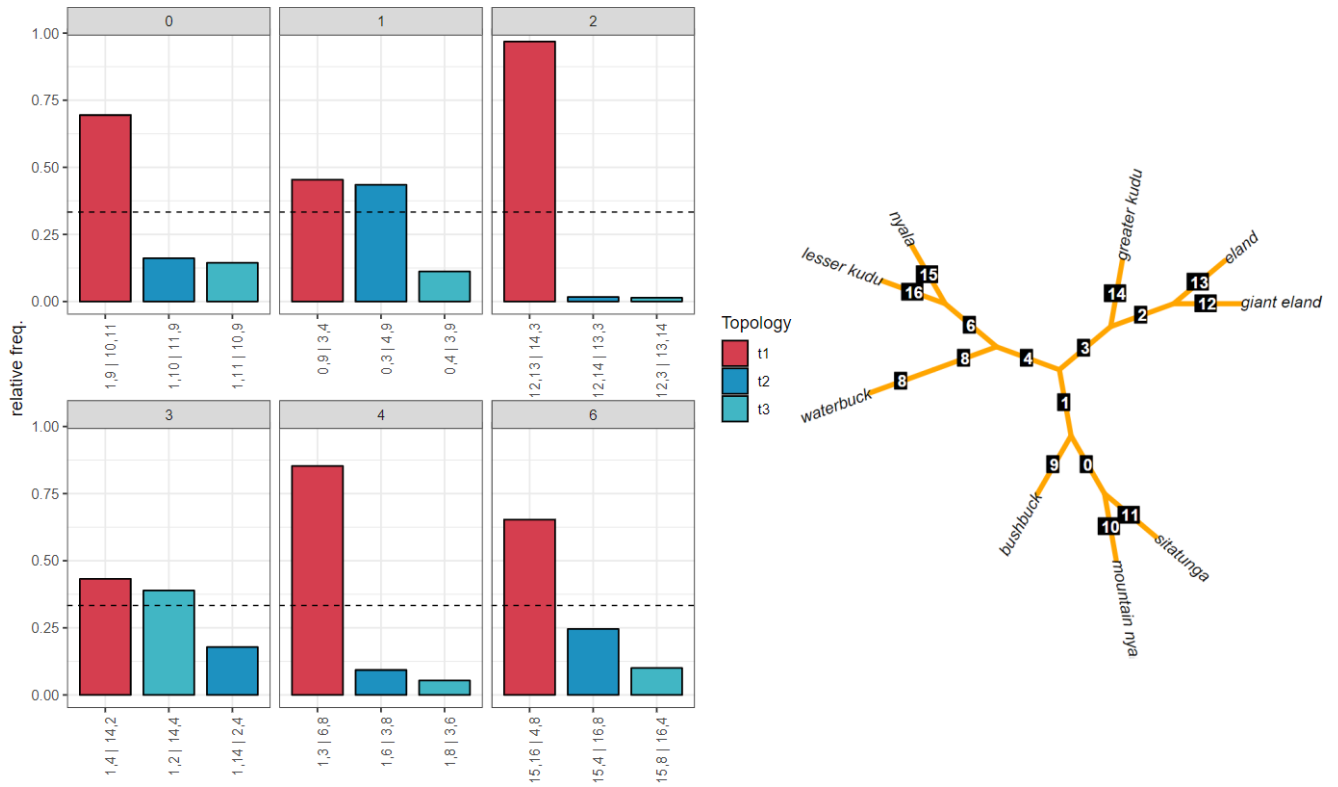 0
1
2
1.00
0.75
0.50
0.25
0.00
1,9 | 10,11
1,10 | 11,9
1,11 | 10,9
0,9 | 3,4
0,3 | 4,9
0,4 | 3,9
12,13 | 14,3
12,14 | 13,3
12,3 | 13,14
relative freq.
3
4
6
1.00
0.75
0.50
0.25
0.00
1,4 | 14,2
1,2 | 14,4
1,14 | 2,4
1,3 | 6,8
1,6 | 3,8
1,8 | 3,6
15,16 | 4,8
15,4 | 16,8
15,8 | 16,4
Topology
t1
t2
t3
nyala
lesser kudu
waterbuck
greater kudu
eland
giant eland
bushbuck
mountain nya
sitatunga
15
16
6
8
8
4
14
13
12
2
3
1
9
0
11
10